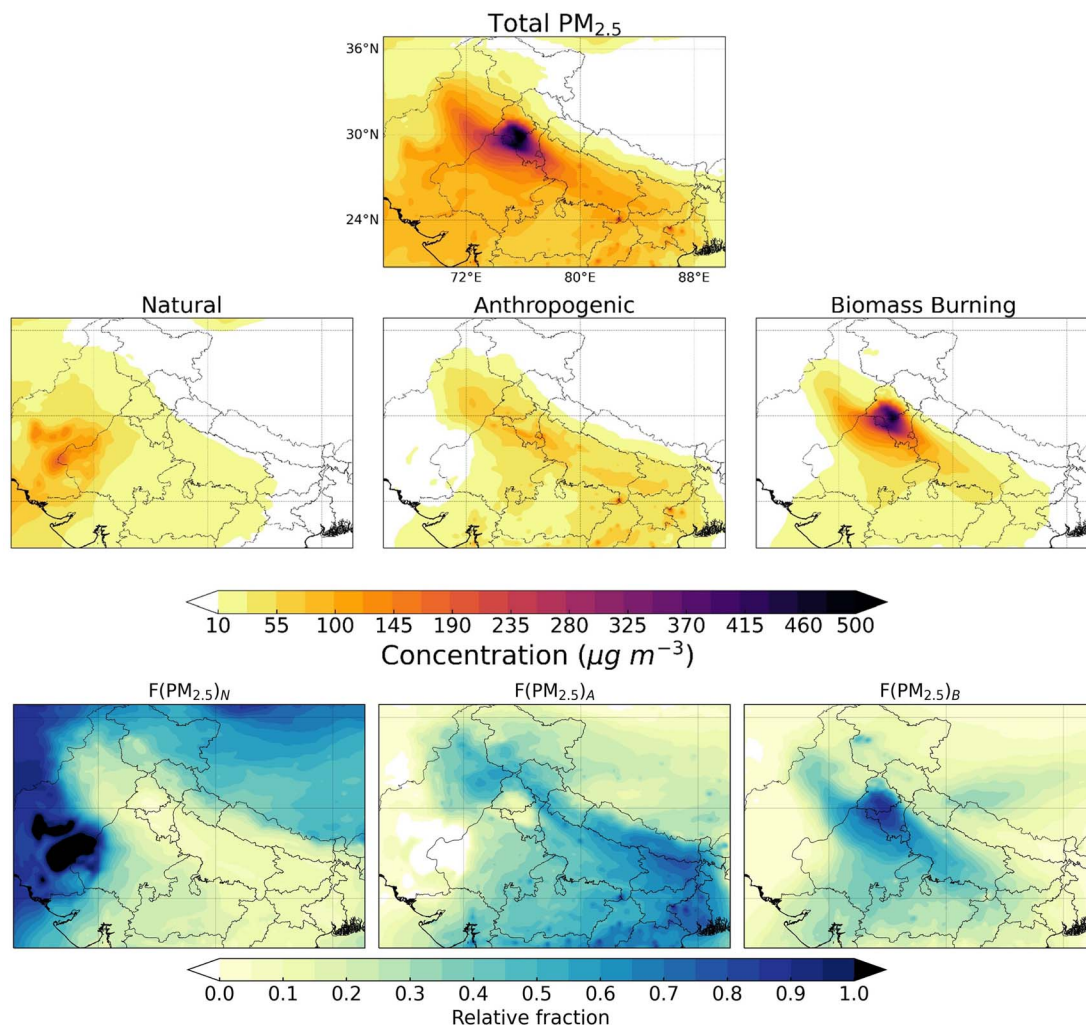 Total PM2.5
36°N
30°N
24°N
72°E 80°E 88°E
Natural Anthropogenic Biomass Burning
10 55 100 145 190 235 280 325 370 415 460 500
Concentration (μg m⁻³)
F(PM2.5)N F(PM2.5)A F(PM2.5)B
0.0 0.1 0.2 0.3 0.4 0.5 0.6 0.7 0.8 0.9 1.0
Relative fraction